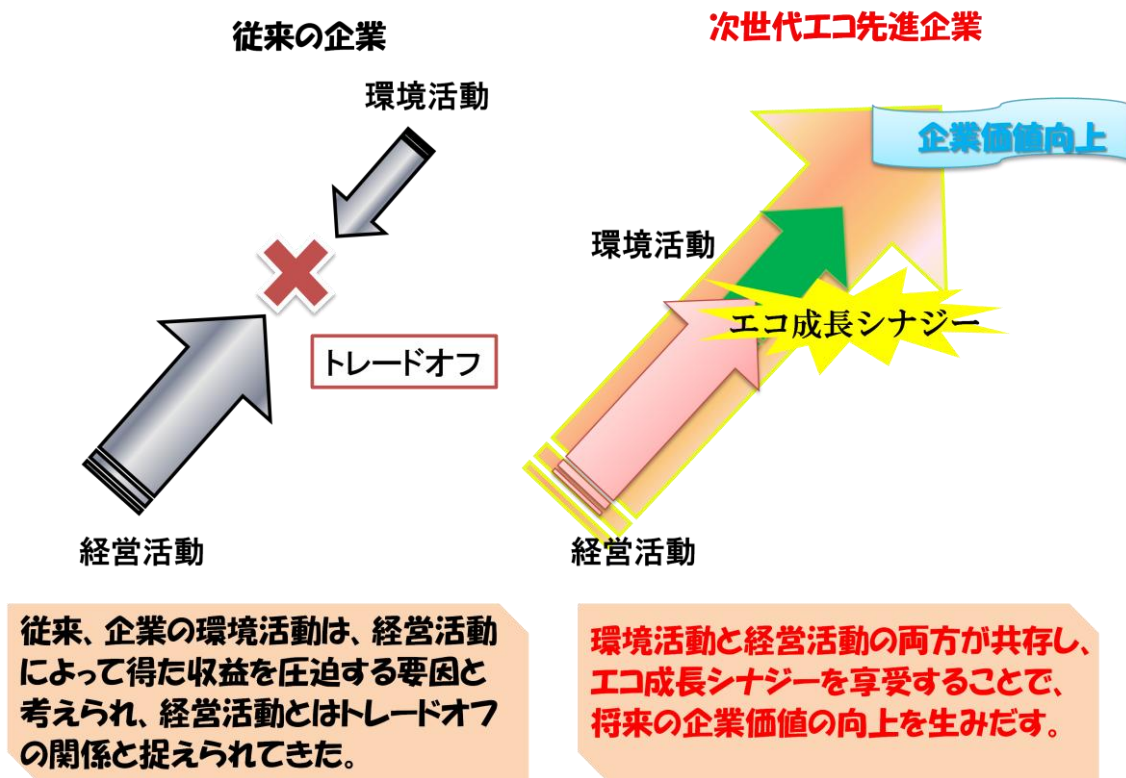 従来の企業
環境活動
トレードオフ
経営活動
従来、企業の環境活動は、経営活動
によって得た収益を圧迫する要因と
考えられ、経営活動とはトレードオフ
の関係と捉えられてきた。
次世代エコ先進企業
企業価値向上
環境活動
エコ成長シナジー
経営活動
環境活動と経営活動の両方が共存し、
エコ成長シナジーを享受することで、
将来の企業価値の向上を生みだす。